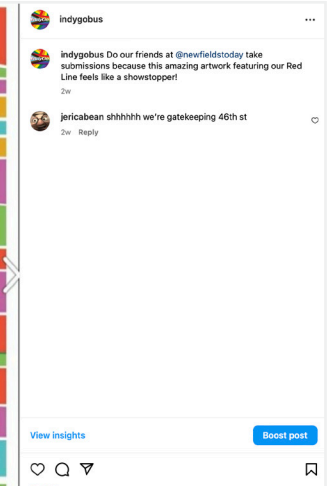 indygobus
indygobus Do our friends at @newfieldstoday take
submissions because this amazing artwork featuring our Red
Line feels like a showstopper!
2w
jericabean shhhhhh we're gatekeeping 46th st
2w Reply
View insights
Boost post